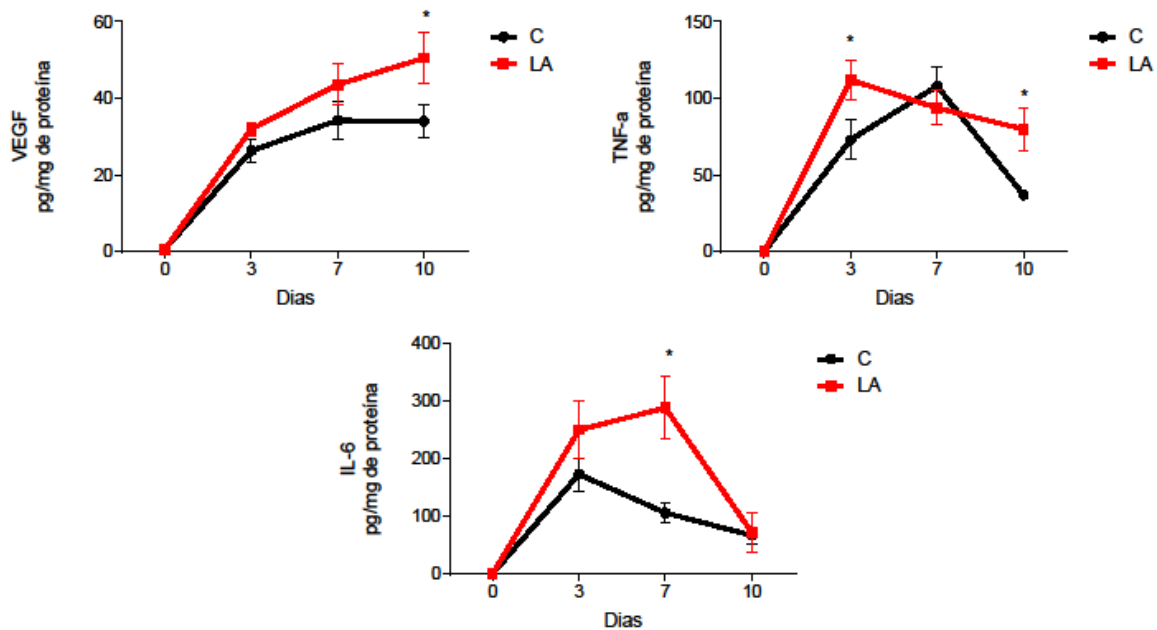 VEGF
pg/mg de proteína
60
40
20
0
*
0 3 7 10
Dias
C
LA
TNF-a
pg/mg de proteína
150
100
50
0
*
*
0 3 7 10
Dias
C
LA
IL-6
pg/mg de proteína
400
300
200
100
0
*
0 3 7 10
Dias
C
LA